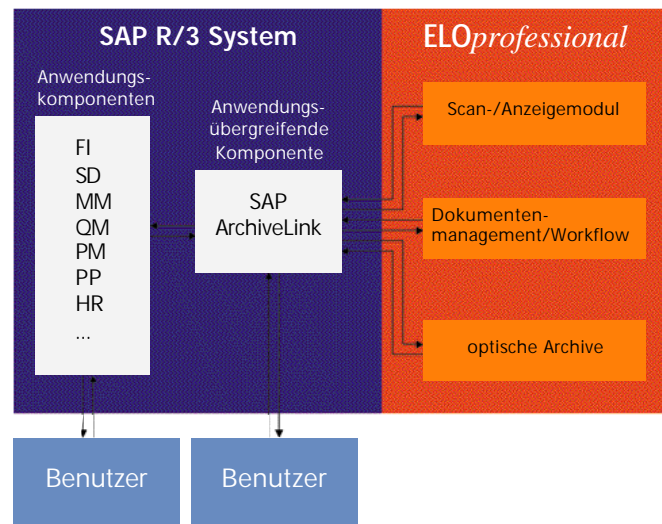 SAP R/3 System
ELOprofessional
Anwendungs-
komponenten
FI
SD
MM
QM
PM
PP
HR
...
Anwendungs-
übergreifende
Komponente
SAP
ArchiveLink
Scan-/Anzeigemodul
Dokumenten-
management/Workflow
optische Archive
Benutzer
Benutzer